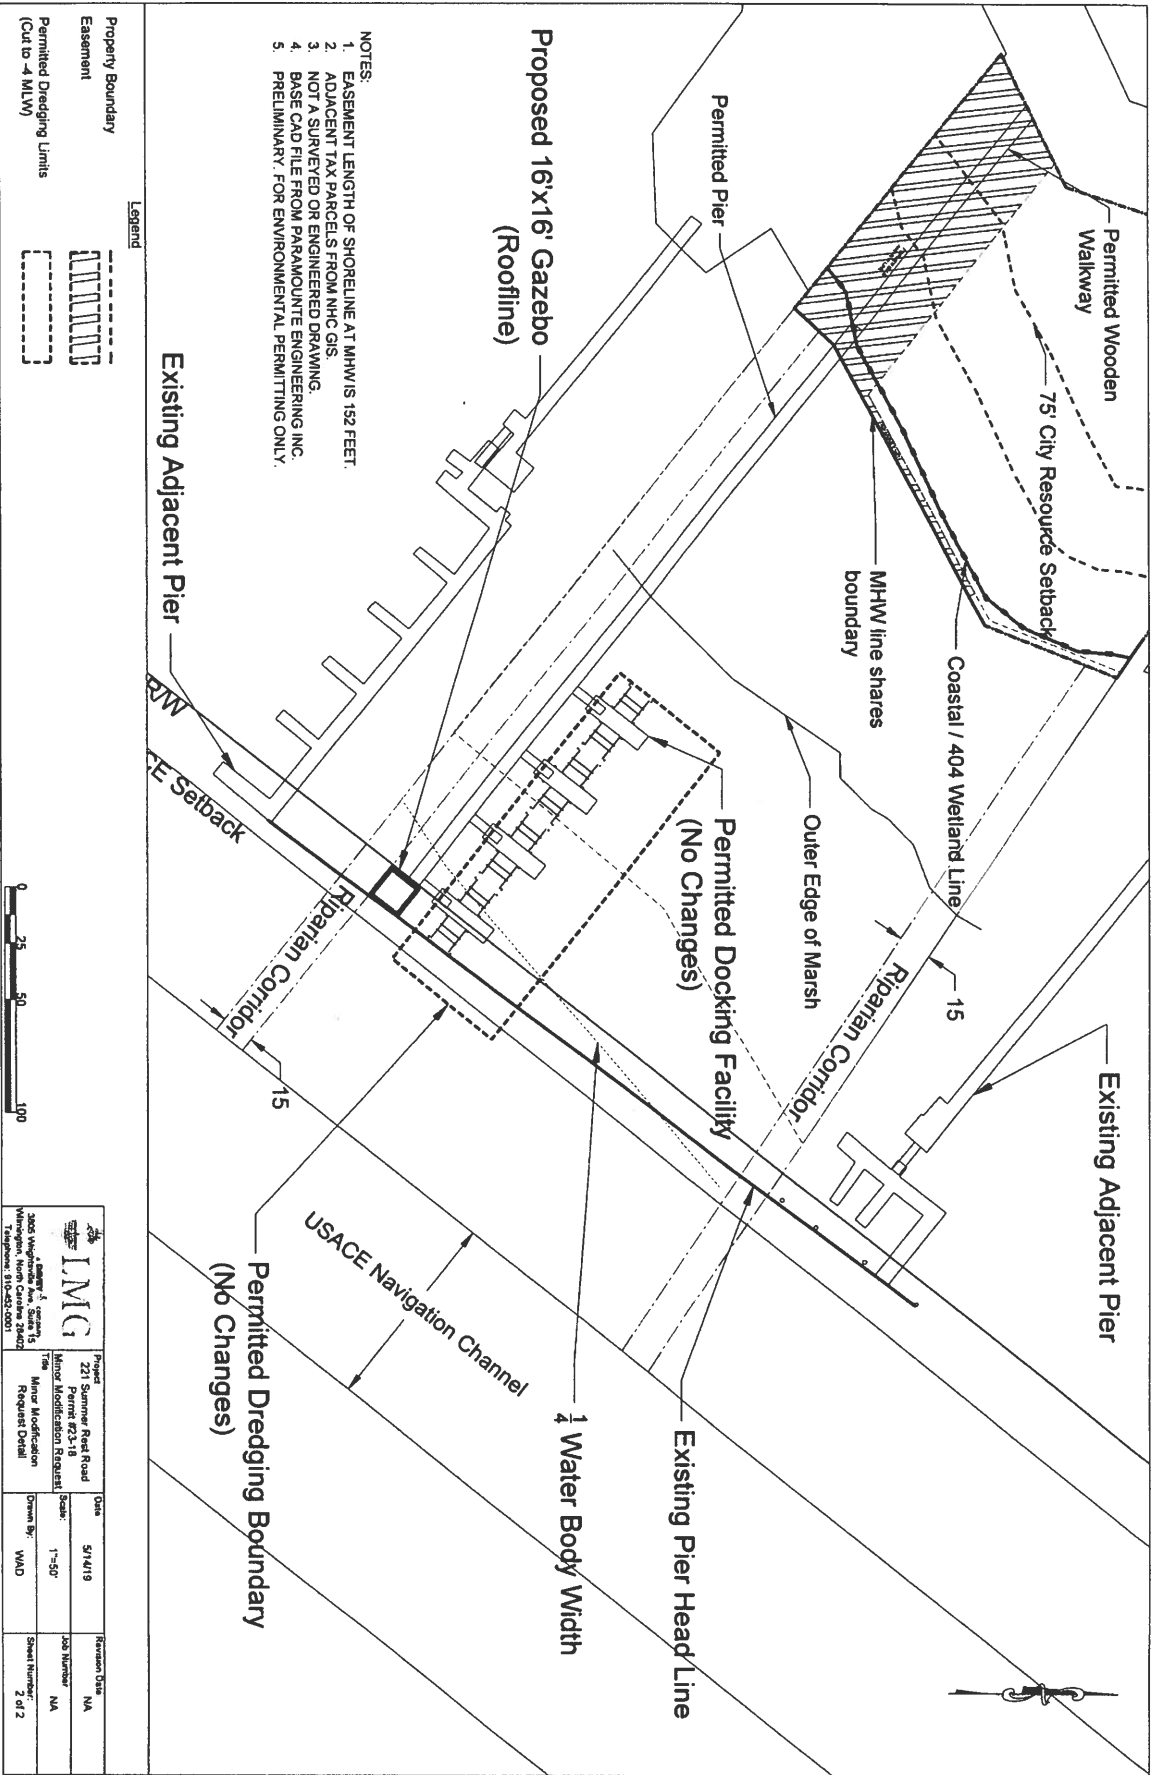 Permitted Wooden
Walkway
75' City Resource Setback
MHW line shares
boundary
Coastal / 404 Wetland Line
Permitted Pier
Outer Edge of Marsh
15
Riparian Corridor
Existing Adjacent Pier
Proposed 16'x16' Gazebo
(Roofline)
Permitted Docking Facility
(No Changes)
Existing Pier Head Line
1/4 Water Body Width
NOTES:
1. EASEMENT LENGTH OF SHORELINE AT MHW IS 152 FEET.
2. ADJACENT TAX PARCELS FROM NHC GIS.
3. NOT A SURVEYED OR ENGINEERED DRAWING.
4. BASE CAD FILE FROM PARAMOUNTE ENGINEERING INC.
5. PRELIMINARY. FOR ENVIRONMENTAL PERMITTING ONLY.
Existing Adjacent Pier
R/W
CE Setback
Riparian Corridor
15
USACE Navigation Channel
Permitted Dredging Boundary
(No Changes)
Legend
Property Boundary
Easement
Permitted Dredging Limits
(Cut to -4 MLW)
0 25 50 100
LMG
a DAVEY company
3805 Wrightsville Ave. Suite 15
Wilmington, North Carolina 28402
Telephone: 910-452-0001
Project
221 Summer Rest Road
Permit #23-18
Minor Modification Request
Title
Minor Modification
Request Detail
Date
5/14/19
Scale:
1"=50'
Drawn By:
WAD
Revision Date
NA
Job Number
NA
Sheet Number:
2 of 2